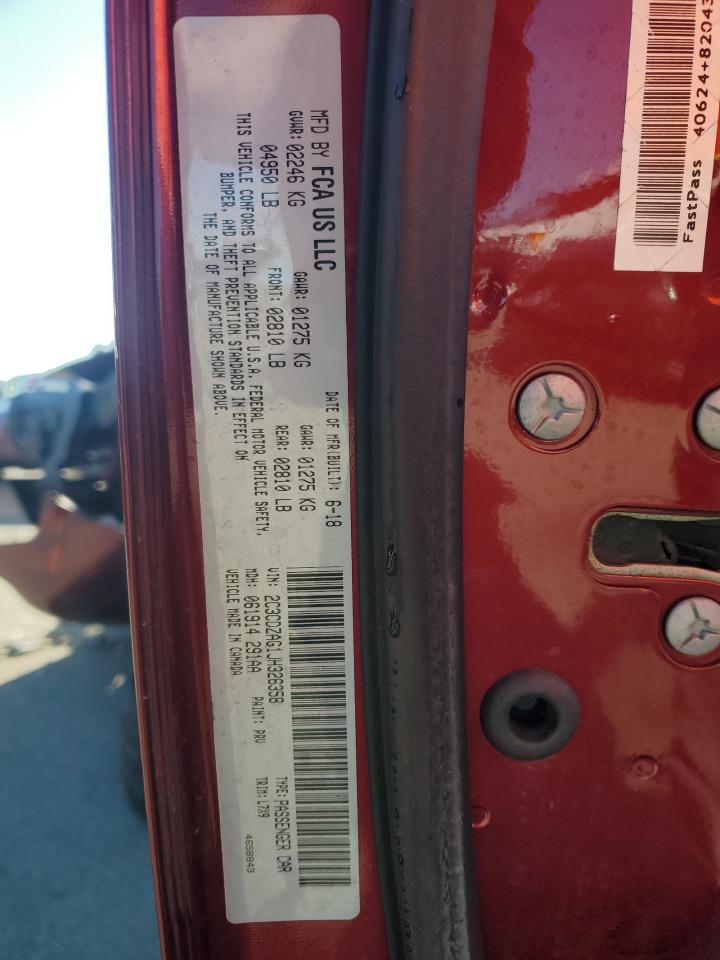 MFD BY FCA US LLC
DATE OF MFR(BUILT): 6-18
GVWR: 02246 KG
GAWR: 01275 KG
GAWR: 01275 KG
04950 LB
FRONT: 02810 LB
REAR: 02810 LB
THIS VEHICLE CONFORMS TO ALL APPLICABLE U.S.A. FEDERAL MOTOR VEHICLE SAFETY,
BUMPER, AND THEFT PREVENTION STANDARDS IN EFFECT ON
THE DATE OF MANUFACTURE SHOWN ABOVE.
VIN: 2C3CDZAG1JH326358
TYPE: PASSENGER CAR
MDH: 061914 291AA
PAINT: PRV
TRIM: L7X9
VEHICLE MADE IN CANADA
4658843
40624+82043
FastPass